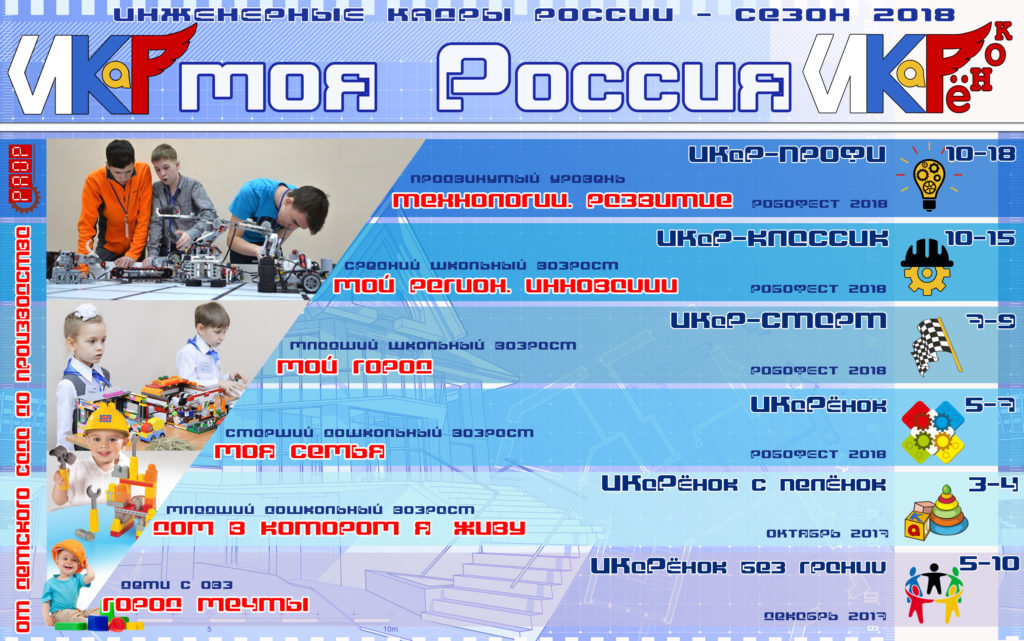 ИНЖЕНЕРНЫЕ КАДРЫ РОССИИ - СЕЗОН 2018
ИКаР МОЯ РОССИЯ ИКаРёнок
РАОР
ОТ ДЕТСКОГО САДА ДО ПРОИЗВОДСТВА
ИКаР-ПРОФИ 10-18
ПРОДВИНУТЫЙ УРОВЕНЬ
ТЕХНОЛОГИИ. РАЗВИТИЕ
РОБОФЕСТ 2018
ИКаР-КЛАССИК 10-15
СРЕДНИЙ ШКОЛЬНЫЙ ВОЗРАСТ
МОЙ РЕГИОН. ИННОВАЦИИ
РОБОФЕСТ 2018
ИКаР-СТАРТ 7-9
МЛАДШИЙ ШКОЛЬНЫЙ ВОЗРАСТ
МОЙ ГОРОД
РОБОФЕСТ 2018
ИКаРёнок 5-7
СТАРШИЙ ДОШКОЛЬНЫЙ ВОЗРАСТ
МОЯ СЕМЬЯ
РОБОФЕСТ 2018
ИКаРёнок с пелёнок 3-4
МЛАДШИЙ ДОШКОЛЬНЫЙ ВОЗРАСТ
ДОМ В КОТОРОМ Я ЖИВУ
ОКТЯБРЬ 2017
ИКаРёнок без границ 5-10
ДЕТИ С ОВЗ
ГОРОД МЕЧТЫ
ДЕКАБРЬ 2017
5 10m